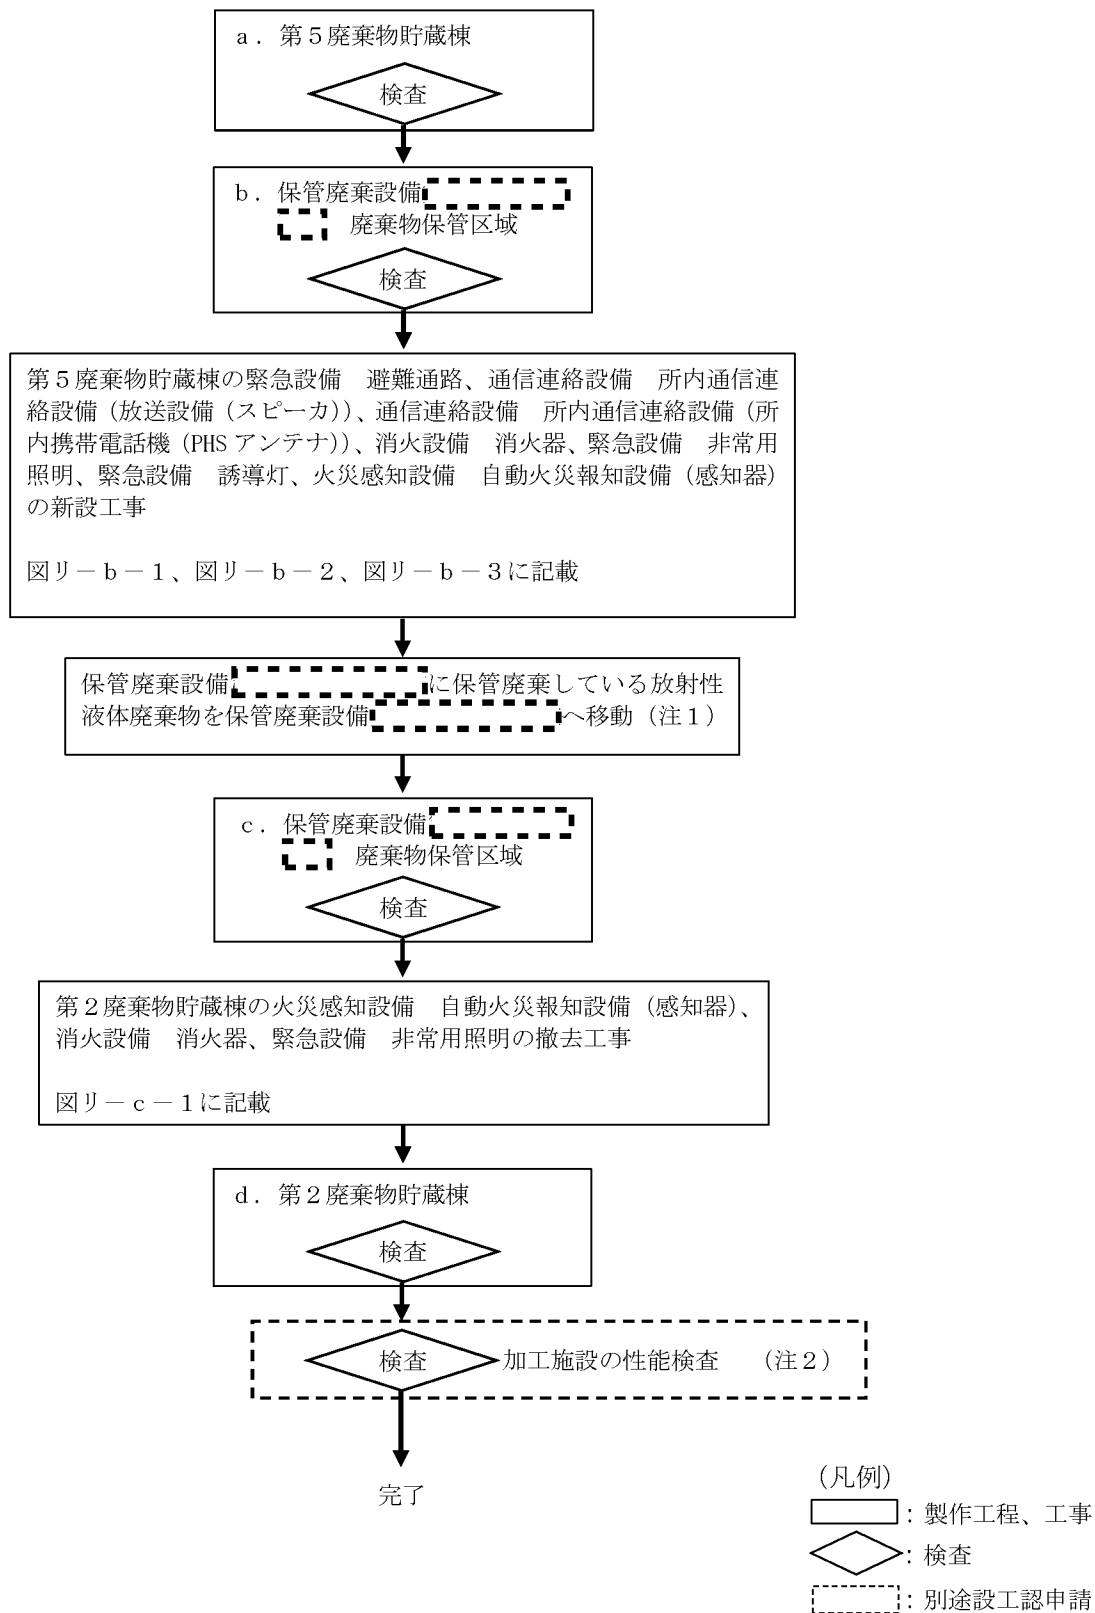 a．第５廃棄物貯蔵棟
検査
b．保管廃棄設備
廃棄物保管区域
検査
第５廃棄物貯蔵棟の緊急設備　避難通路、通信連絡設備　所内通信連
絡設備（放送設備（スピーカ））、通信連絡設備　所内通信連絡設備（所
内携帯電話機（PHS アンテナ））、消火設備　消火器、緊急設備　非常用
照明、緊急設備　誘導灯、火災感知設備　自動火災報知設備（感知器）
の新設工事
図リ－b－１、図リ－b－２、図リ－b－３に記載
保管廃棄設備　に保管廃棄している放射性
液体廃棄物を保管廃棄設備　へ移動（注１）
c．保管廃棄設備
廃棄物保管区域
検査
第２廃棄物貯蔵棟の火災感知設備　自動火災報知設備（感知器）、
消火設備　消火器、緊急設備　非常用照明の撤去工事
図リ－c－１に記載
d．第２廃棄物貯蔵棟
検査
検査 加工施設の性能検査　（注２）
完了
（凡例）
：製作工程、工事
：検査
：別途設工認申請